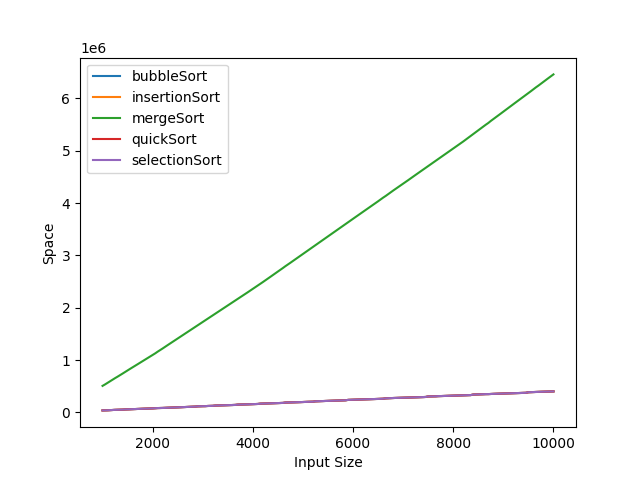 1e6
bubbleSort
insertionSort
mergeSort
quickSort
selectionSort
6
5
4
3
2
1
0
Space
2000 4000 6000 8000 10000
Input Size